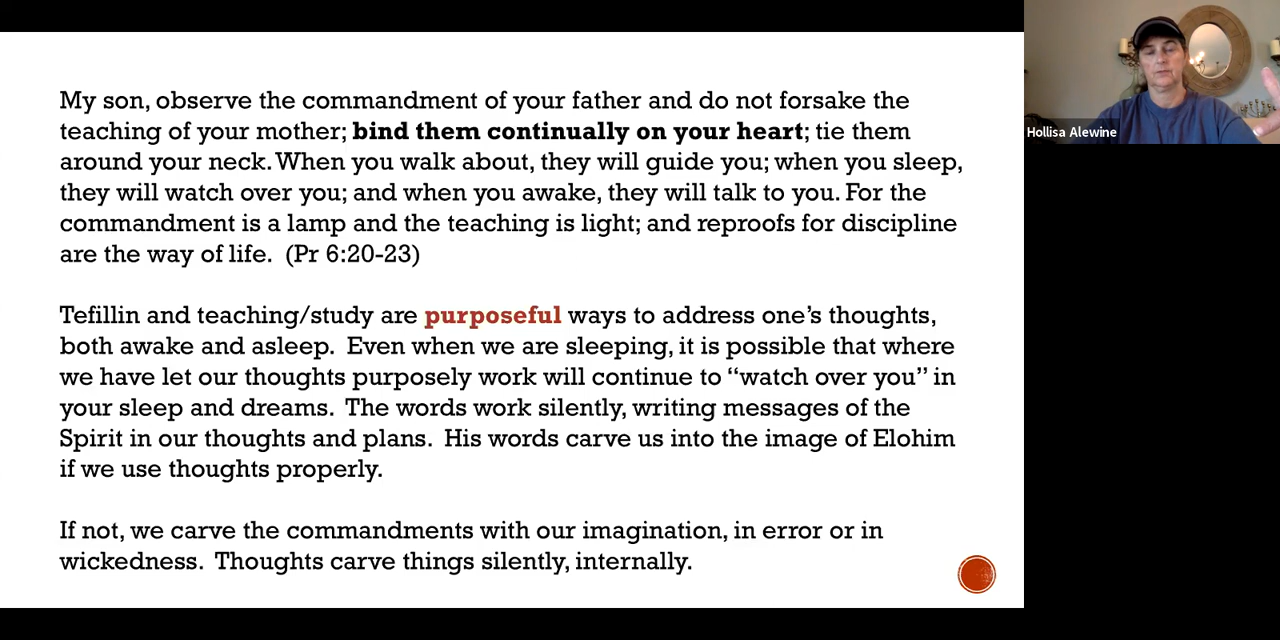 My son, observe the commandment of your father and do not forsake the
teaching of your mother; bind them continually on your heart; tie them
around your neck. When you walk about, they will guide you; when you sleep,
they will watch over you; and when you awake, they will talk to you. For the
commandment is a lamp and the teaching is light; and reproofs for discipline
are the way of life. (Pr 6:20-23)
Tefillin and teaching/study are purposeful ways to address one’s thoughts,
both awake and asleep. Even when we are sleeping, it is possible that where
we have let our thoughts purposely work will continue to “watch over you” in
your sleep and dreams. The words work silently, writing messages of the
Spirit in our thoughts and plans. His words carve us into the image of Elohim
if we use thoughts properly.
If not, we carve the commandments with our imagination, in error or in
wickedness. Thoughts carve things silently, internally.
Hollisa Alewine